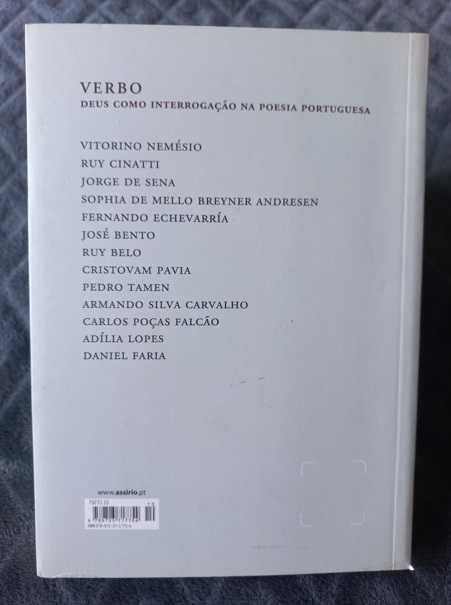 VERBO
DEUS COMO INTERROGAÇÃO NA POESIA PORTUGUESA
VITORINO NEMÉSIO
RUY CINATTI
JORGE DE SENA
SOPHIA DE MELLO BREYNER ANDRESEN
FERNANDO ECHEVARRÍA
JOSÉ BENTO
RUY BELO
CRISTOVAM PAVIA
PEDRO TAMEN
ARMANDO SILVA CARVALHO
CARLOS POÇAS FALCÃO
ADÍLIA LOPES
DANIEL FARIA
www.assirio.pt
ISBN